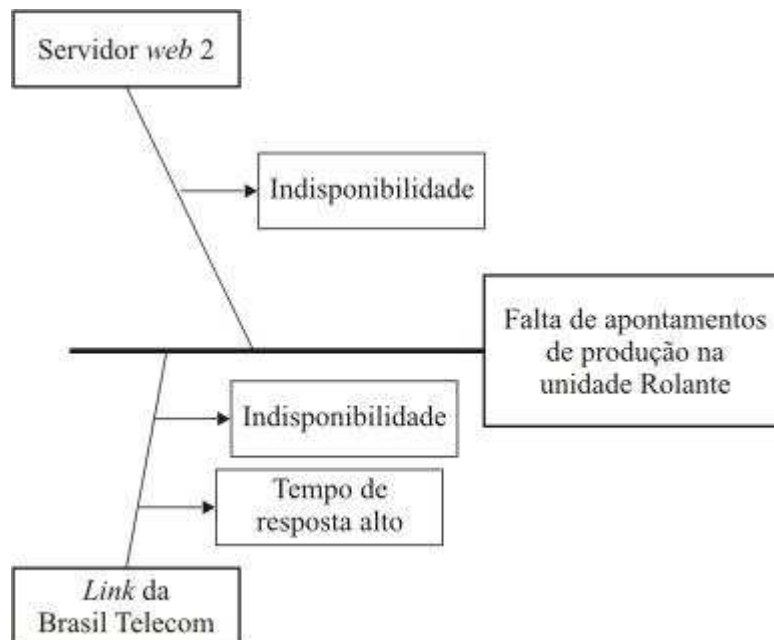 Servidor web 2
Indisponibilidade
Falta de apontamentos
de produção na
unidade Rolante
Indisponibilidade
Tempo de
resposta alto
Link da
Brasil Telecom